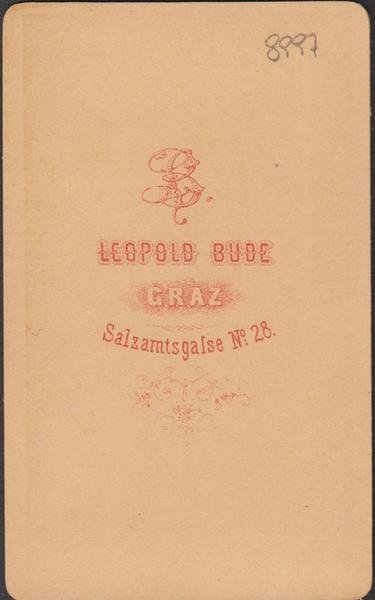 8997
B.
LEOPOLD BUDE
GRAZ
Salzamtsgaſse No. 28.